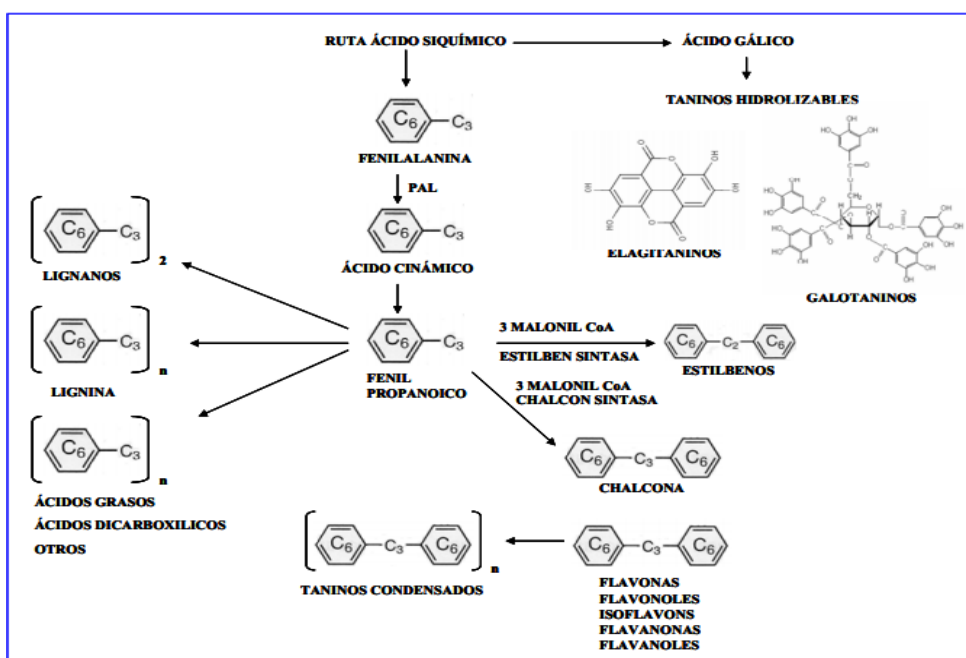 RUTA ÁCIDO SIQUÍMICO
ÁCIDO GÁLICO
TANINOS HIDROLIZABLES
C6
C3
FENILALANINA
PAL
C6
C3
ÁCIDO CINÁMICO
C6
C3
FENIL
PROPANOICO
ELAGITANINOS
GALOTANINOS
C6
C3
2
LIGNANOS
C6
C3
n
LIGNINA
C6
C3
n
ÁCIDOS GRASOS
ÁCIDOS DICARBOXILICOS
OTROS
3 MALONIL CoA
ESTILBEN SINTASA
C6
C2
C6
ESTILBENOS
3 MALONIL CoA
CHALCON SINTASA
C6
C3
C6
CHALCONA
C6
C3
C6
FLAVONAS
FLAVONOLES
ISOFLAVONS
FLAVANONAS
FLAVANOLES
C6
C3
C6
n
TANINOS CONDENSADOS